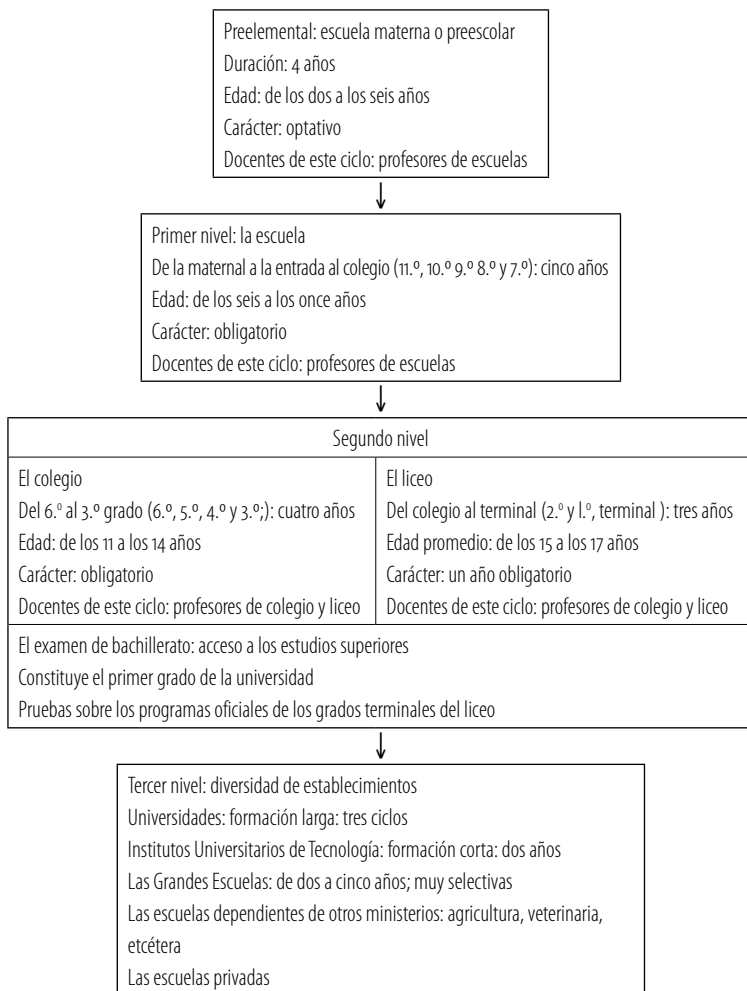 Preelemental: escuela materna o preescolar
Duración: 4 años
Edad: de los dos a los seis años
Carácter: optativo
Docentes de este ciclo: profesores de escuelas
Primer nivel: la escuela
De la maternal a la entrada al colegio (11.º, 10.º 9.º 8.º y 7.º): cinco años
Edad: de los seis a los once años
Carácter: obligatorio
Docentes de este ciclo: profesores de escuelas
Segundo nivel
El colegio
Del 6.º al 3.º grado (6.º, 5.º, 4.º y 3.º;): cuatro años
Edad: de los 11 a los 14 años
Carácter: obligatorio
Docentes de este ciclo: profesores de colegio y liceo
El liceo
Del colegio al terminal (2.º y l.º, terminal ): tres años
Edad promedio: de los 15 a los 17 años
Carácter: un año obligatorio
Docentes de este ciclo: profesores de colegio y liceo
El examen de bachillerato: acceso a los estudios superiores
Constituye el primer grado de la universidad
Pruebas sobre los programas oficiales de los grados terminales del liceo
Tercer nivel: diversidad de establecimientos
Universidades: formación larga: tres ciclos
Institutos Universitarios de Tecnología: formación corta: dos años
Las Grandes Escuelas: de dos a cinco años; muy selectivas
Las escuelas dependientes de otros ministerios: agricultura, veterinaria,
etcétera
Las escuelas privadas